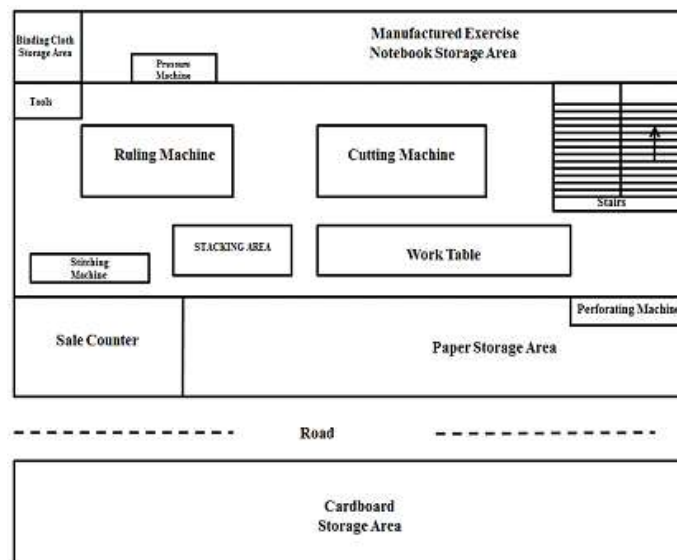 Binding Cloth
Storage Area
Manufactured Exercise
Notebook Storage Area
Pressure
Machine
Tools
Ruling Machine
Cutting Machine
Stairs
STACKING AREA
Work Table
Stitching
Machine
Perforating Machine
Sale Counter
Paper Storage Area
Road
Cardboard
Storage Area